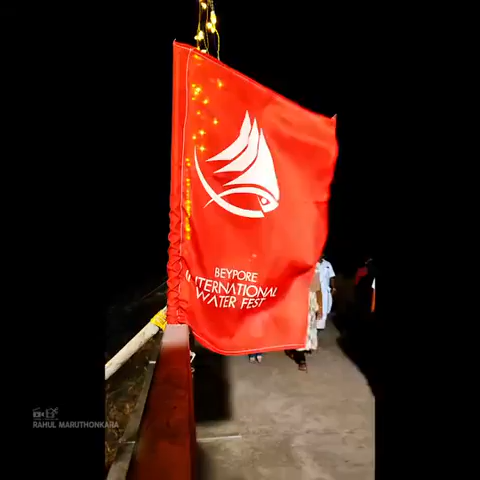 BEYPORE
INTERNATIONAL
WATER FEST
RAHUL MARUTHONKARA